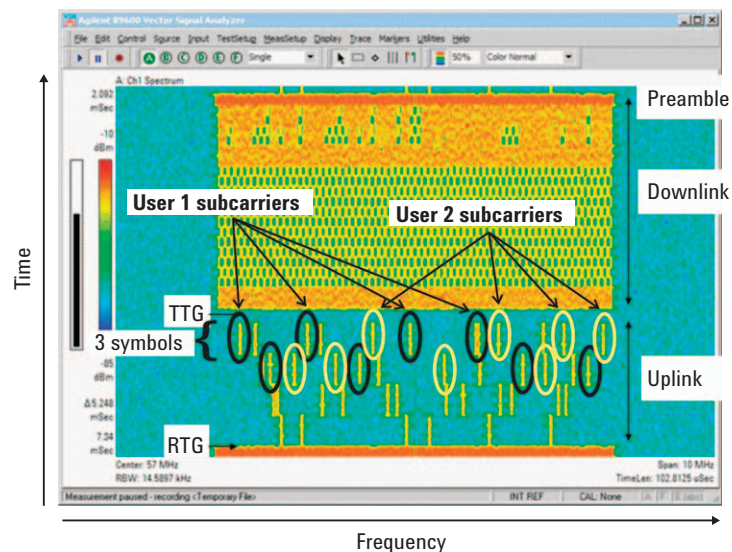 Agilent 89600 Vector Signal Analyzer
File Edit Control Source Input TestSetup MeasSetup Display Trace Markers Utilities Help
A B C D E F Single 50% Color Normal
A: Ch1 Spectrum
2.092
mSec
-10
dBm
Preamble
Downlink
User 1 subcarriers
User 2 subcarriers
Time
TTG
3 symbols
-85
dBm
Uplink
Δ5.248
mSec
7.34
mSec
RTG
Center: 57 MHz
Span: 10 MHz
RBW: 14.5897 kHz
TimeLen: 102.8125 uSec
Measurement paused - recording <Temporary File>
INT REF
CAL: None
Frequency